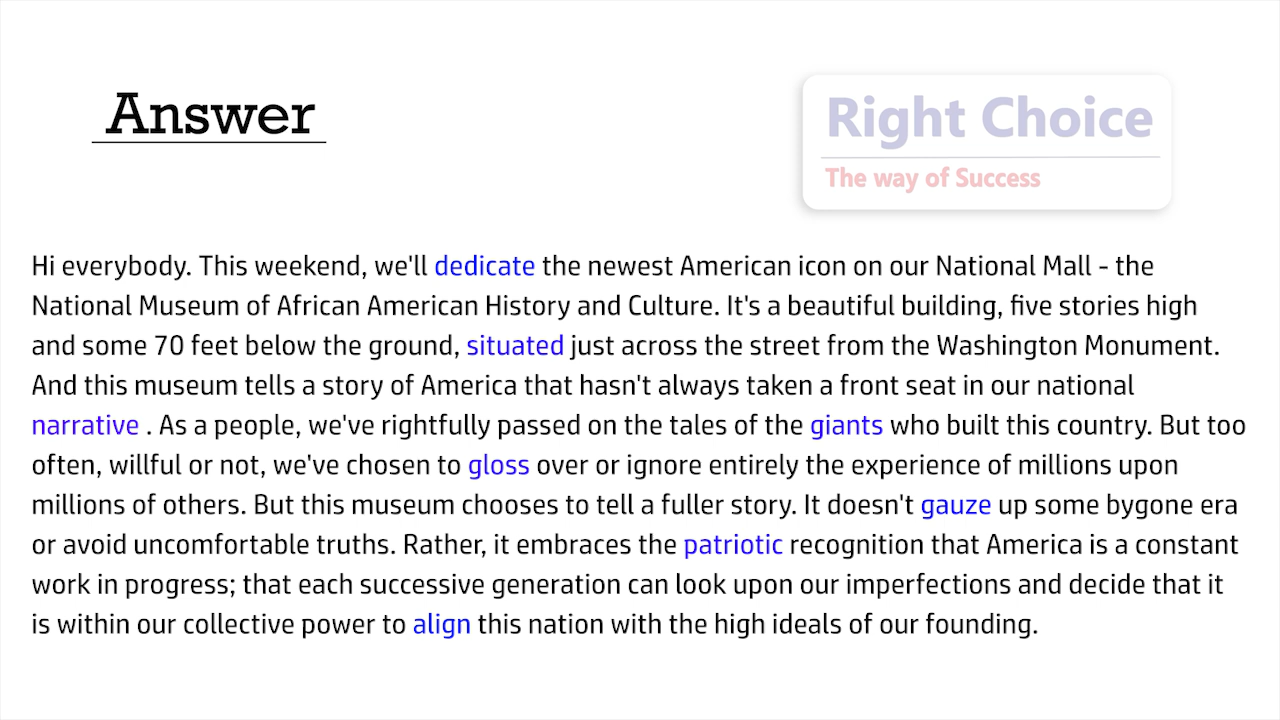 Answer
Right Choice
The way of Success
Hi everybody. This weekend, we'll dedicate the newest American icon on our National Mall - the
National Museum of African American History and Culture. It's a beautiful building, five stories high
and some 70 feet below the ground, situated just across the street from the Washington Monument.
And this museum tells a story of America that hasn't always taken a front seat in our national
narrative . As a people, we've rightfully passed on the tales of the giants who built this country. But too
often, willful or not, we've chosen to gloss over or ignore entirely the experience of millions upon
millions of others. But this museum chooses to tell a fuller story. It doesn't gauze up some bygone era
or avoid uncomfortable truths. Rather, it embraces the patriotic recognition that America is a constant
work in progress; that each successive generation can look upon our imperfections and decide that it
is within our collective power to align this nation with the high ideals of our founding.